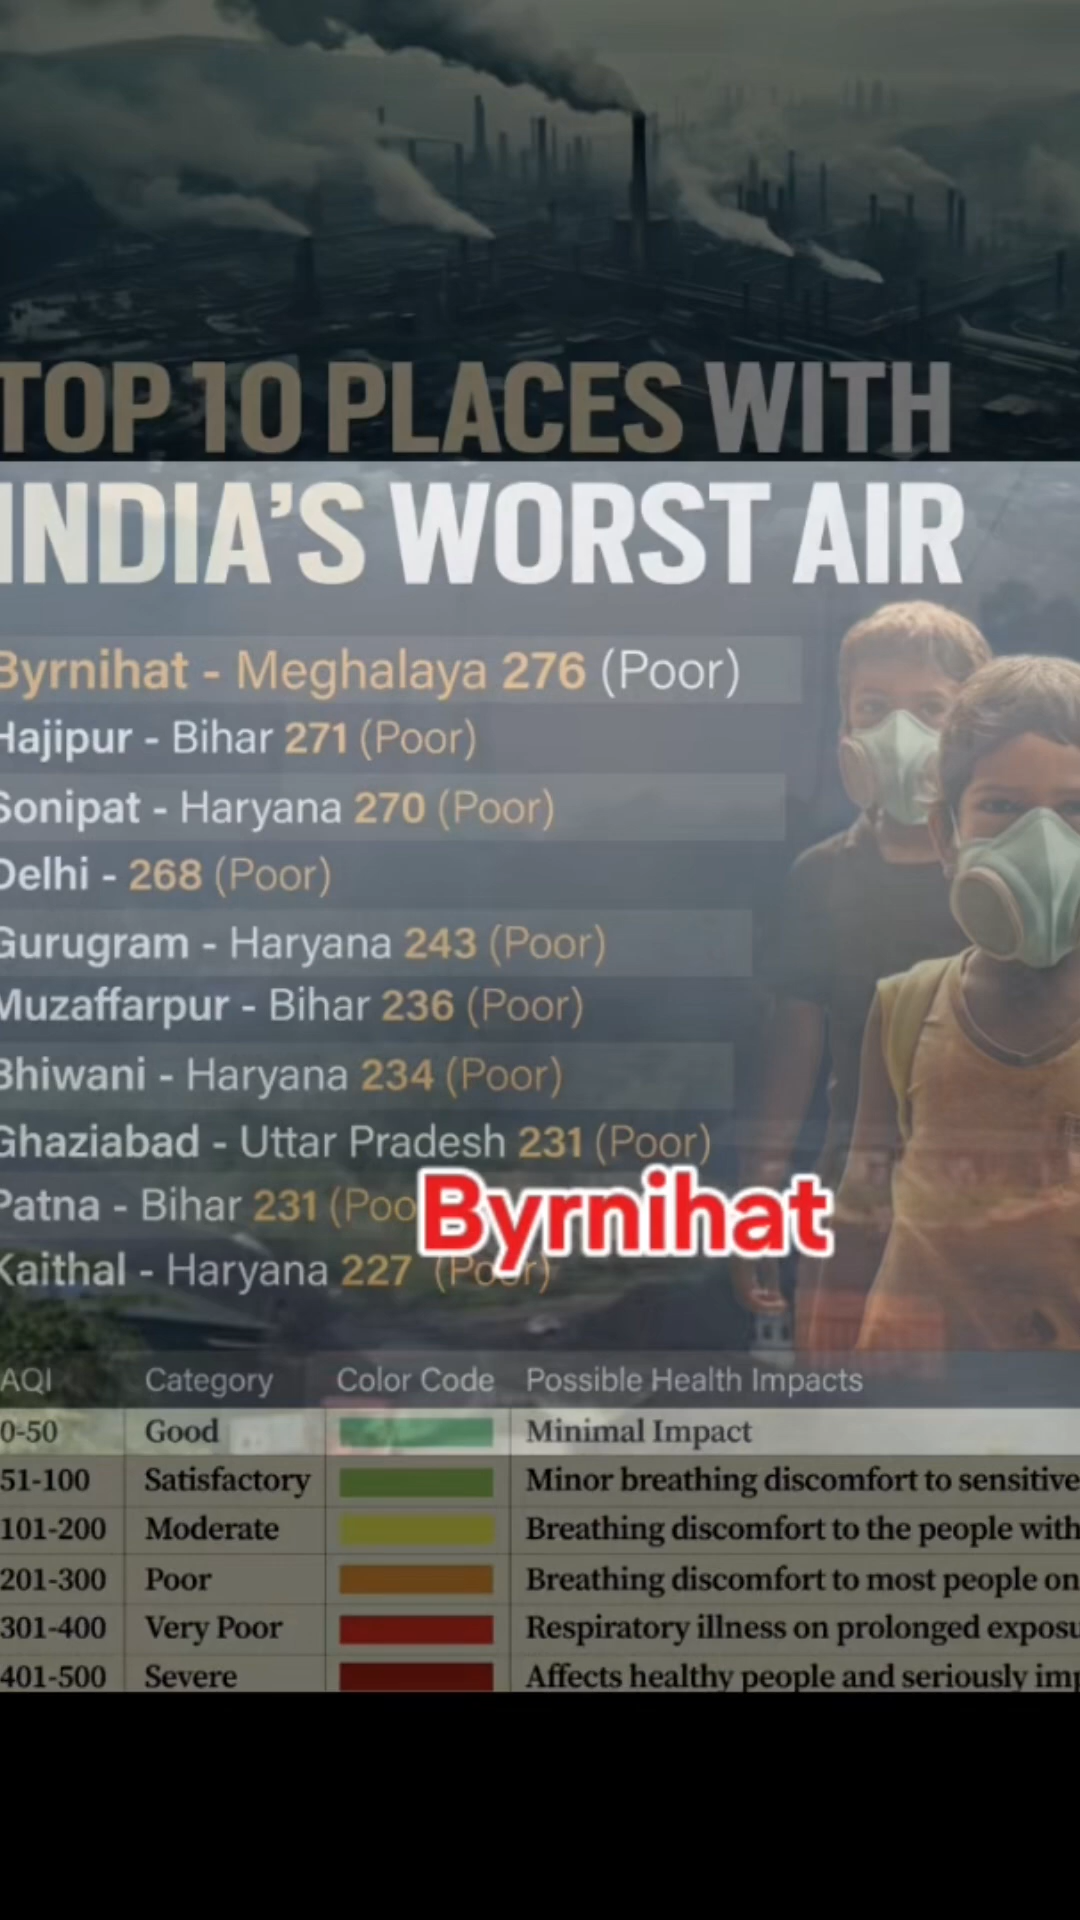 TOP 10 PLACES WITH
INDIA'S WORST AIR
Byrnihat - Meghalaya 276 (Poor)
Hajipur - Bihar 271 (Poor)
Sonipat - Haryana 270 (Poor)
Delhi - 268 (Poor)
Gurugram - Haryana 243 (Poor)
Muzaffarpur - Bihar 236 (Poor)
Bhiwani - Haryana 234 (Poor)
Ghaziabad - Uttar Pradesh 231 (Poor)
Patna - Bihar 231 (Poo
Byrnihat
Kaithal - Haryana 227 (Poor)
AQI Category Color Code Possible Health Impacts
0-50 Good Minimal Impact
51-100 Satisfactory Minor breathing discomfort to sensitive
101-200 Moderate Breathing discomfort to the people with
201-300 Poor Breathing discomfort to most people on
301-400 Very Poor Respiratory illness on prolonged exposu
401-500 Severe Affects healthy people and seriously imp